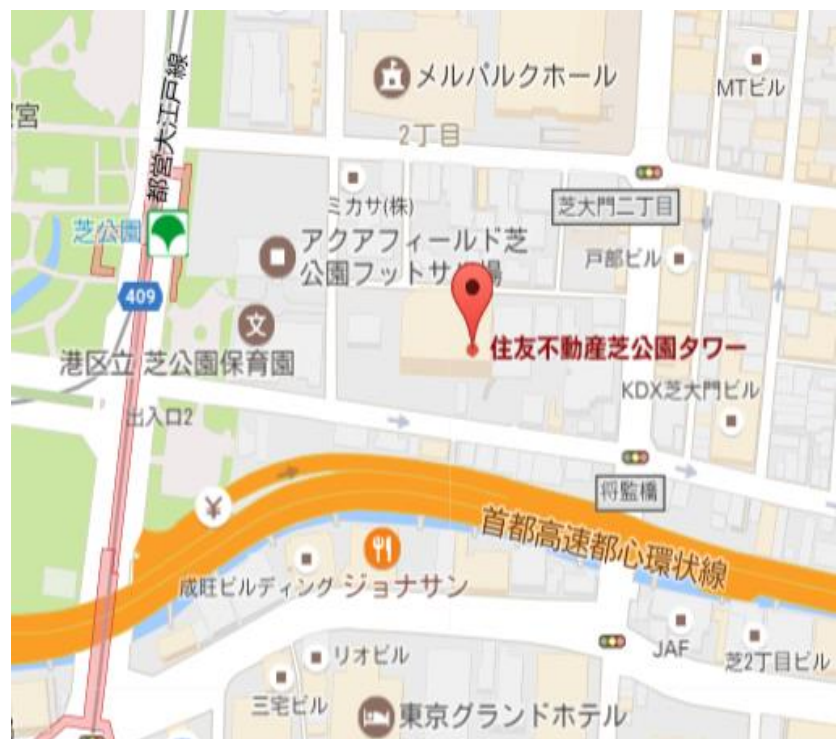 メルパルクホール
MTビル
宮
2丁目
都営大江戸線
ミカサ(株)
芝大門二丁目
芝公園
アクアフィールド芝
公園フットサル場
戸部ビル
409
文
港区立 芝公園保育園
住友不動産芝公園タワー
KDX芝大門ビル
出入口2
将監橋
¥
首都高速都心環状線
成旺ビルディング
ジョナサン
JAF
芝2丁目ビル
リオビル
三宅ビル
東京グランドホテル